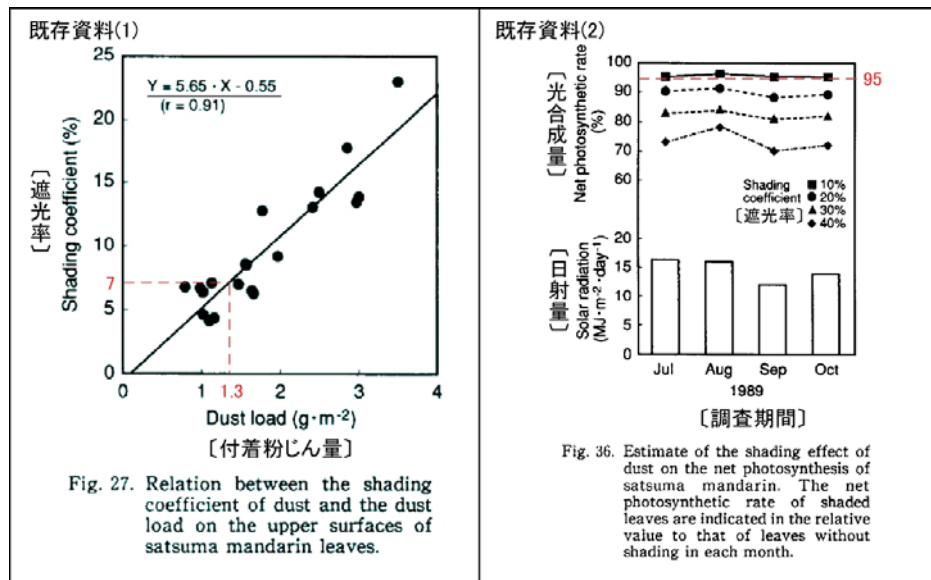 既存資料(1)
25
20
15
10
7
5
0
Y = 5.65・X - 0.55
(r = 0.91)
〔遮光率〕
Shading coefficient (%)
0
1
1.3
2
3
4
Dust load (g・m⁻²)
〔付着粉じん量〕
Fig. 27. Relation between the shading
coefficient of dust and the dust
load on the upper surfaces of
satsuma mandarin leaves.
既存資料(2)
〔光合成量〕
Net photosynthetic rate
(%)
100
95
90
80
70
60
Shading
coefficient
〔遮光率〕
10%
20%
30%
40%
〔日射量〕
Solar radiation
(MJ・m⁻²・day⁻¹)
20
15
10
5
0
Jul Aug Sep Oct
1989
〔調査期間〕
Fig. 36. Estimate of the shading effect of
dust on the net photosynthesis of
satsuma mandarin. The net
photosynthetic rate of shaded
leaves are indicated in the relative
value to that of leaves without
shading in each month.